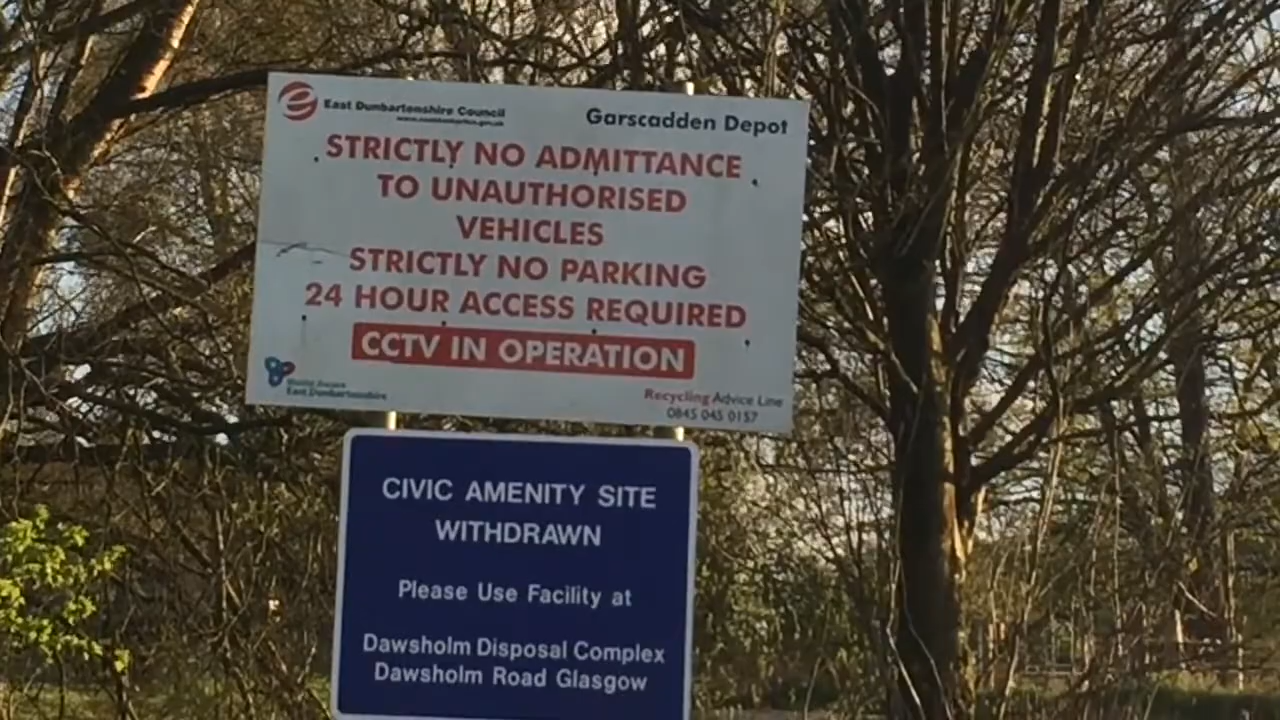 East Dunbartonshire Council
Garscadden Depot
STRICTLY NO ADMITTANCE
TO UNAUTHORISED
VEHICLES
STRICTLY NO PARKING
24 HOUR ACCESS REQUIRED
CCTV IN OPERATION
East Dunbartonshire
Recycling Advice Line
0845 045 0157
CIVIC AMENITY SITE
WITHDRAWN
Please Use Facility at
Dawsholm Disposal Complex
Dawsholm Road Glasgow